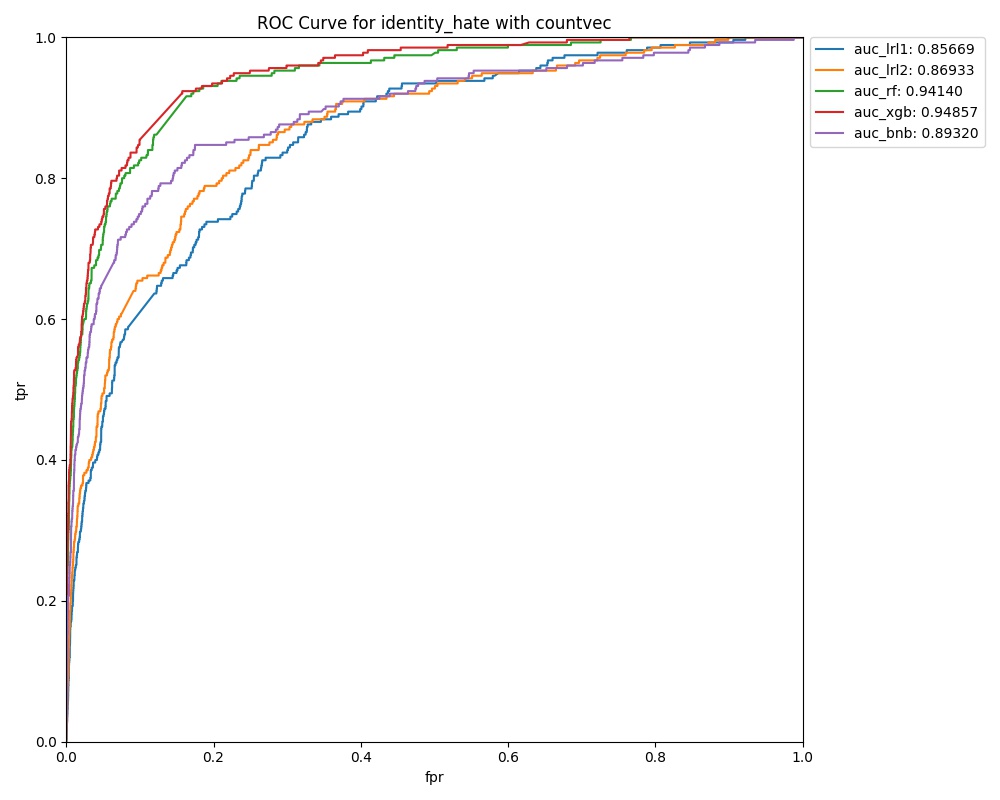 ROC Curve for identity_hate with countvec
auc_lrl1: 0.85669
auc_lrl2: 0.86933
auc_rf: 0.94140
auc_xgb: 0.94857
auc_bnb: 0.89320
1.0
0.8
0.6
0.4
0.2
0.0
tpr
0.0 0.2 0.4 0.6 0.8 1.0
fpr